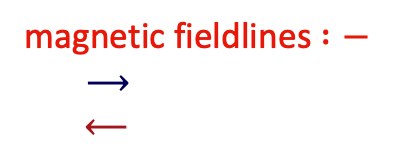 magnetic fieldlines : −
→
←